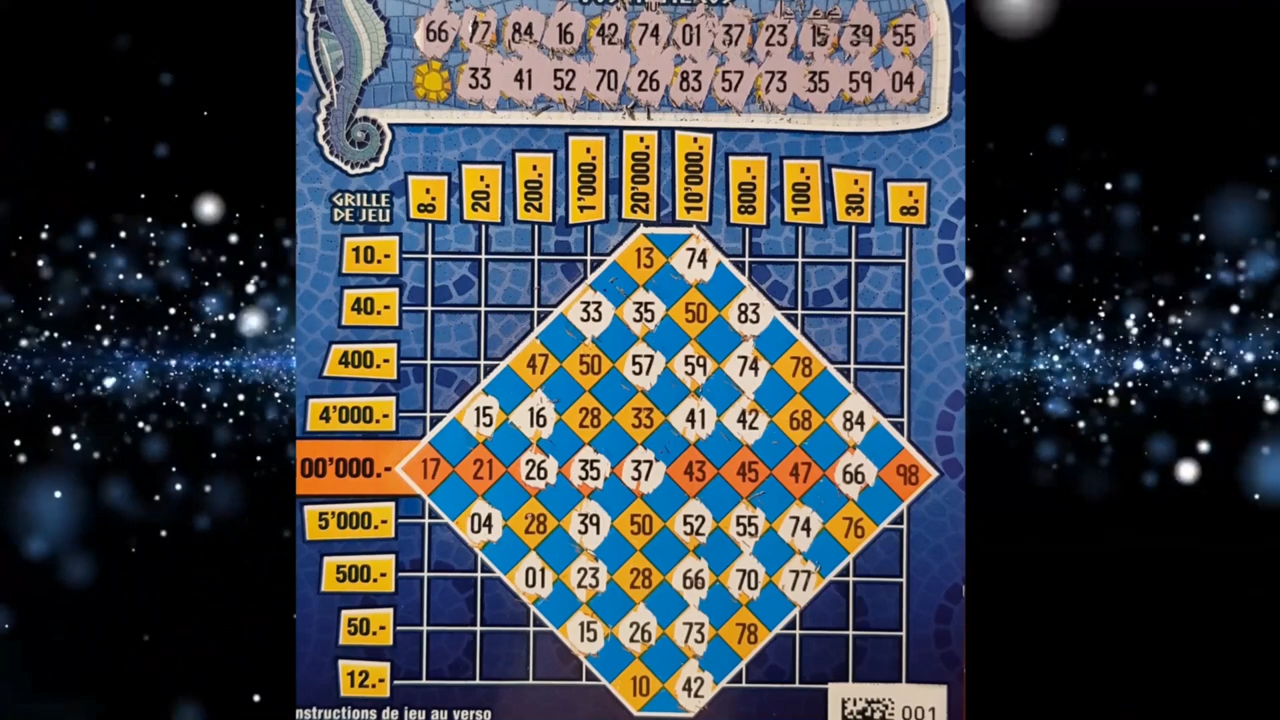 66 77 84 16 42 74 01 37 23 15 39 55
33 41 52 70 26 83 57 73 35 59 04
GRILLE
DE JEU
8.- 20.- 200.- 1'000.- 20'000.- 10'000.- 800.- 100.- 30.- 8.-
10.- 13 74
40.- 33 35 50 83
400.- 47 50 57 59 74 78
4'000.- 15 16 28 33 41 42 68 84
00'000.- 17 21 26 35 37 43 45 47 66 98
5'000.- 04 28 39 50 52 55 74 76
500.- 01 23 28 66 70 77
50.- 15 26 73 78
12.- 10 42
nstructions de jeu au verso
001